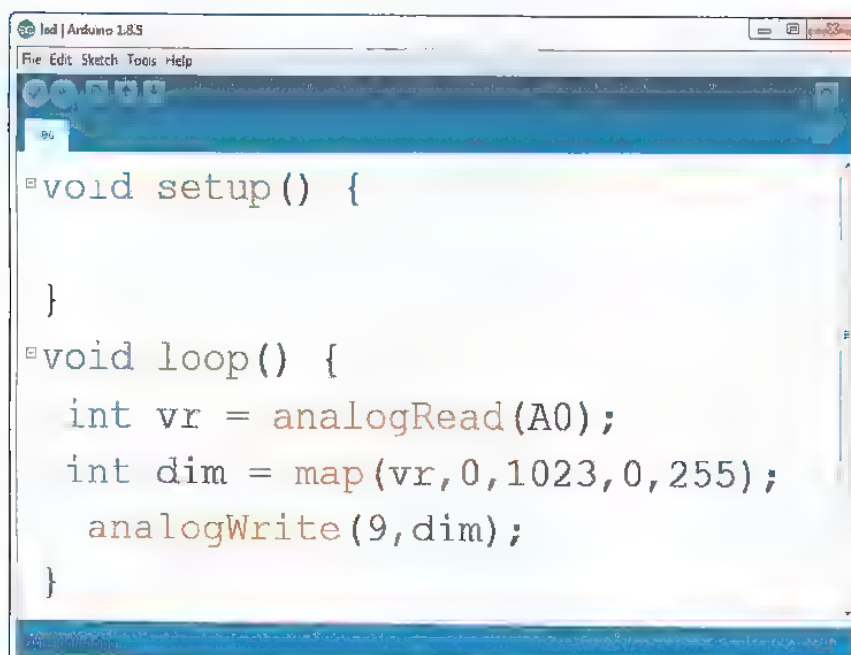 led | Arduino 1.8.5
File Edit Sketch Tools Help
void setup() {
}
void loop() {
int vr = analogRead(A0);
int dim = map(vr,0,1023,0,255);
analogWrite(9,dim);
}